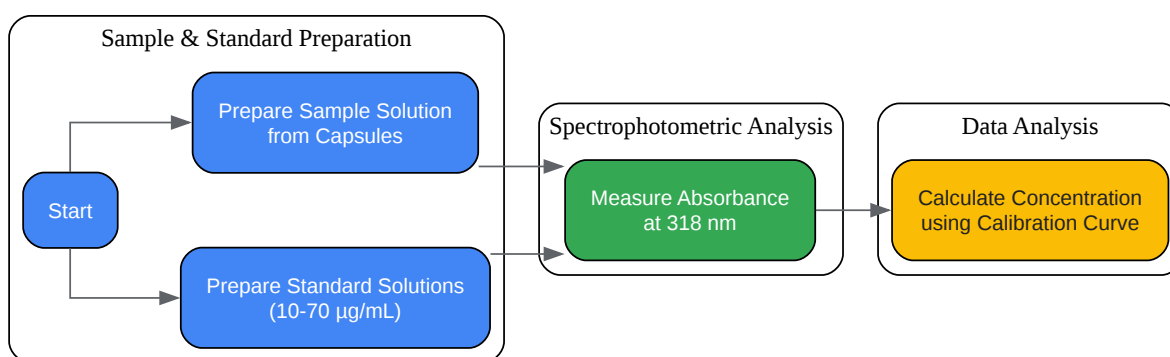 Sample & Standard Preparation
Prepare Sample Solution
from Capsules
Start
Prepare Standard Solutions
(10-70 µg/mL)
Spectrophotometric Analysis
Measure Absorbance
at 318 nm
Data Analysis
Calculate Concentration
using Calibration Curve